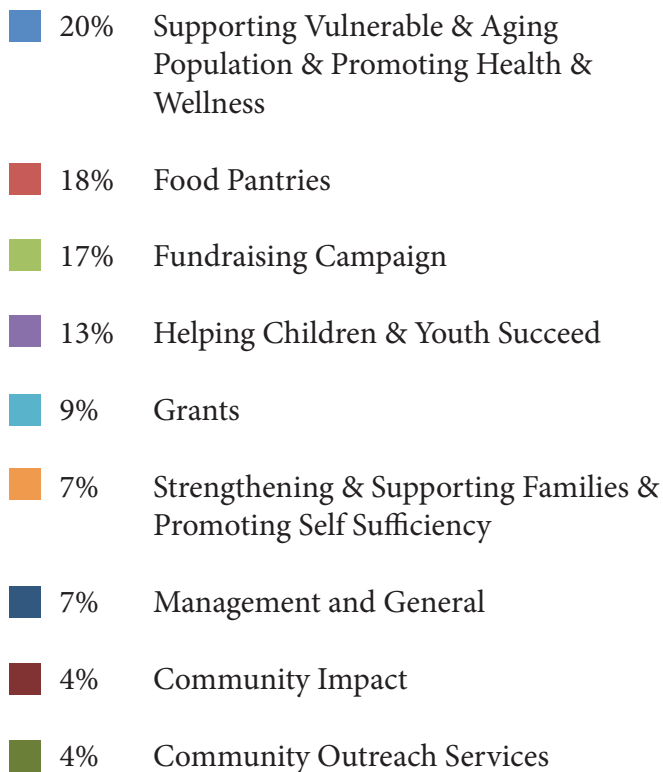 20% Supporting Vulnerable & Aging
Population & Promoting Health &
Wellness
18% Food Pantries
17% Fundraising Campaign
13% Helping Children & Youth Succeed
9% Grants
7% Strengthening & Supporting Families &
Promoting Self Sufficiency
7% Management and General
4% Community Impact
4% Community Outreach Services